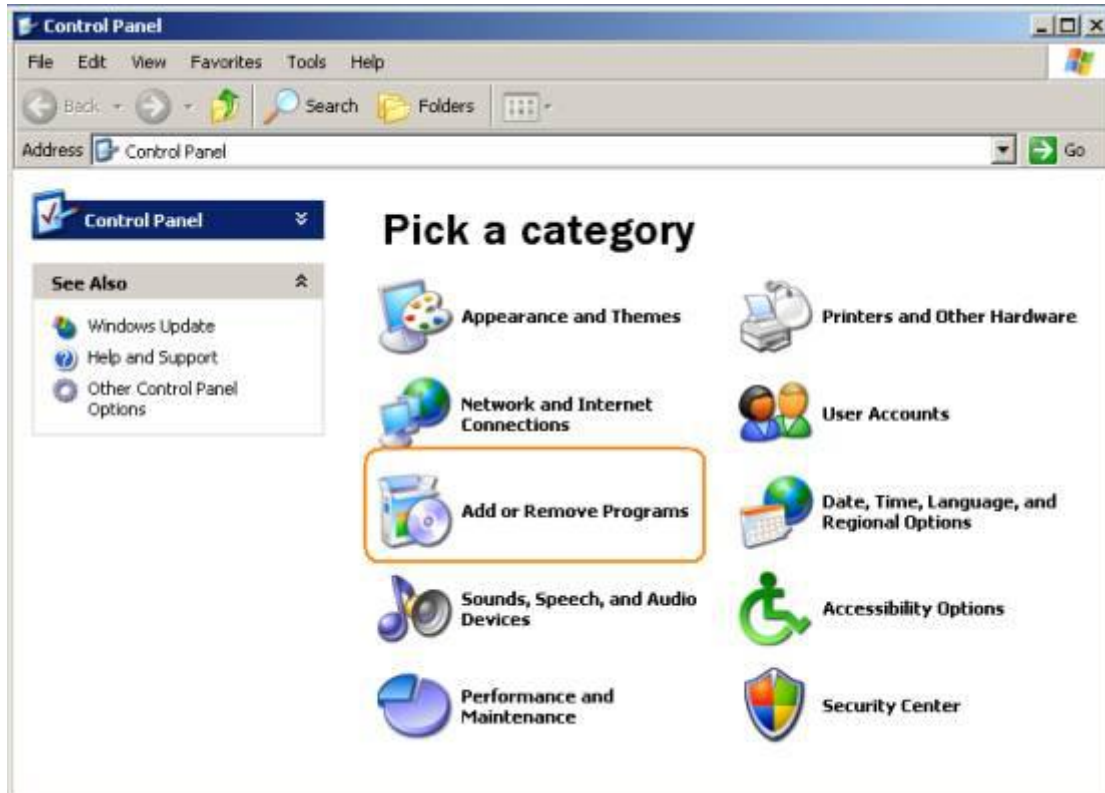 Control Panel
File Edit View Favorites Tools Help
Back Search Folders
Address Control Panel Go
Control Panel
See Also
Windows Update
Help and Support
Other Control Panel
Options
Pick a category
Appearance and Themes
Printers and Other Hardware
Network and Internet
Connections
User Accounts
Add or Remove Programs
Date, Time, Language, and
Regional Options
Sounds, Speech, and Audio
Devices
Accessibility Options
Performance and
Maintenance
Security Center